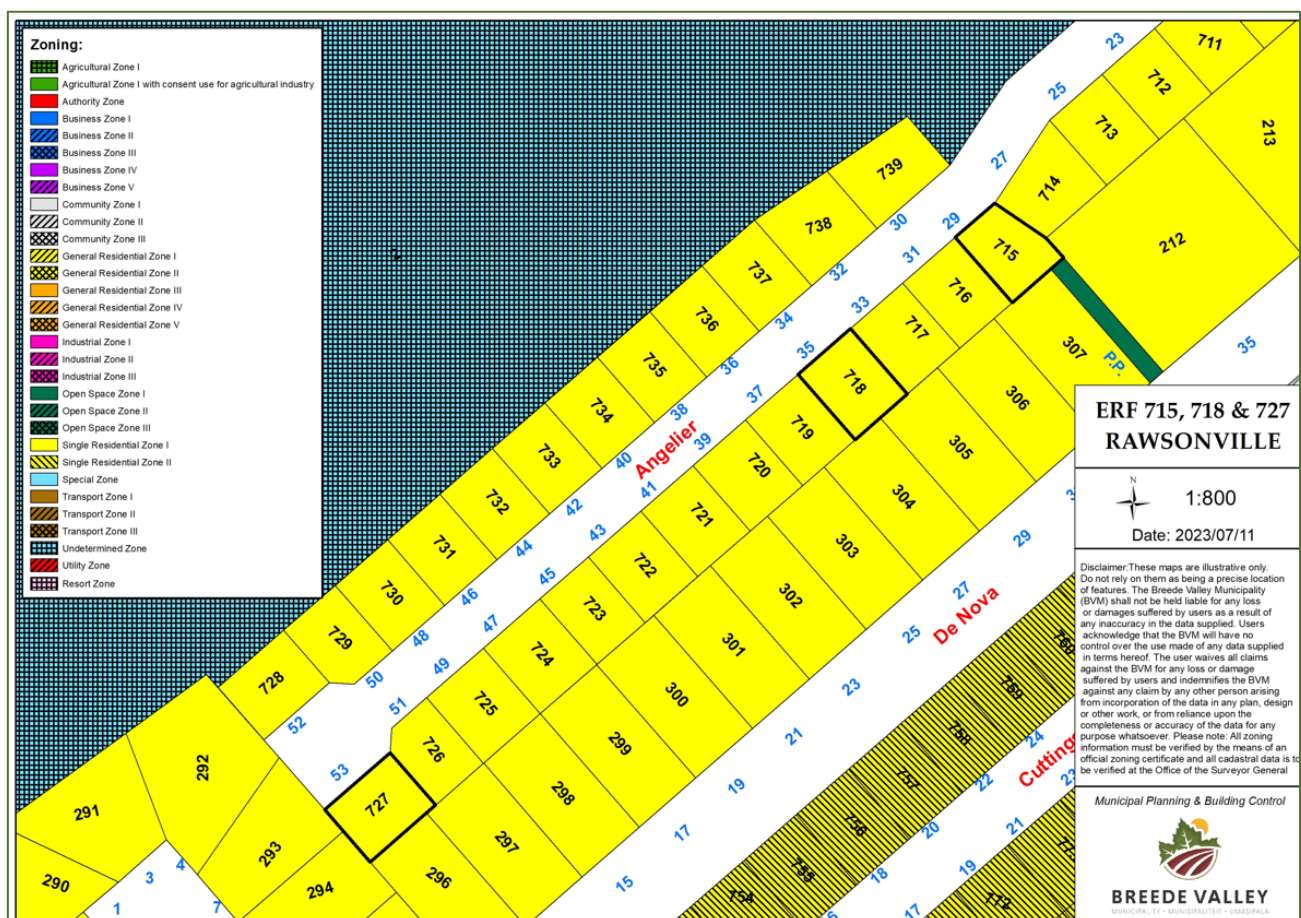 Zoning:
Agricultural Zone I
Agricultural Zone I with consent use for agricultural industry
Authority Zone
Business Zone I
Business Zone II
Business Zone III
Business Zone IV
Business Zone V
Community Zone I
Community Zone II
Community Zone III
General Residential Zone I
General Residential Zone II
General Residential Zone III
General Residential Zone IV
General Residential Zone V
Industrial Zone I
Industrial Zone II
Industrial Zone III
Open Space Zone I
Open Space Zone II
Open Space Zone III
Single Residential Zone I
Single Residential Zone II
Special Zone
Transport Zone I
Transport Zone II
Transport Zone III
Undetermined Zone
Utility Zone
Resort Zone
711
712
713
714
715
716
717
718
719
720
721
722
723
724
725
726
727
728
729
730
731
732
733
734
735
736
737
738
739
213
212
307
306
305
304
303
302
301
300
299
298
297
296
294
293
292
291
290
23
25
27
29
31
33
35
37
39
41
43
45
47
49
51
53
30
32
34
36
38
40
42
44
46
48
50
52
Angelier
P.P.
35
29
27
25
23
21
19
17
15
De Nova
769
758
757
756
755
754
24
22
20
18
21
19
17
Cuttings
1
3
4
7
ERF 715, 718 & 727
RAWSONVILLE
N
1:800
Date: 2023/07/11
Disclaimer:These maps are illustrative only.
Do not rely on them as being a precise location
of features. The Breede Valley Municipality
(BVM) shall not be held liable for any loss
or damages suffered by users as a result of
any inaccuracy in the data supplied. Users
acknowledge that the BVM will have no
control over the use made of any data supplied
in terms hereof. The user waives all claims
against the BVM for any loss or damage
suffered by users and indemnifies the BVM
against any claim by any other person arising
from incorporation of the data in any plan, design
or other work, or from reliance upon the
completeness or accuracy of the data for any
purpose whatsoever. Please note: All zoning
information must be verified by the means of an
official zoning certificate and all cadastral data is to
be verified at the Office of the Surveyor General
Municipal Planning & Building Control
BREEDE VALLEY
MUNICIPALITY • MUNISIPALITEIT • UMASIPALA